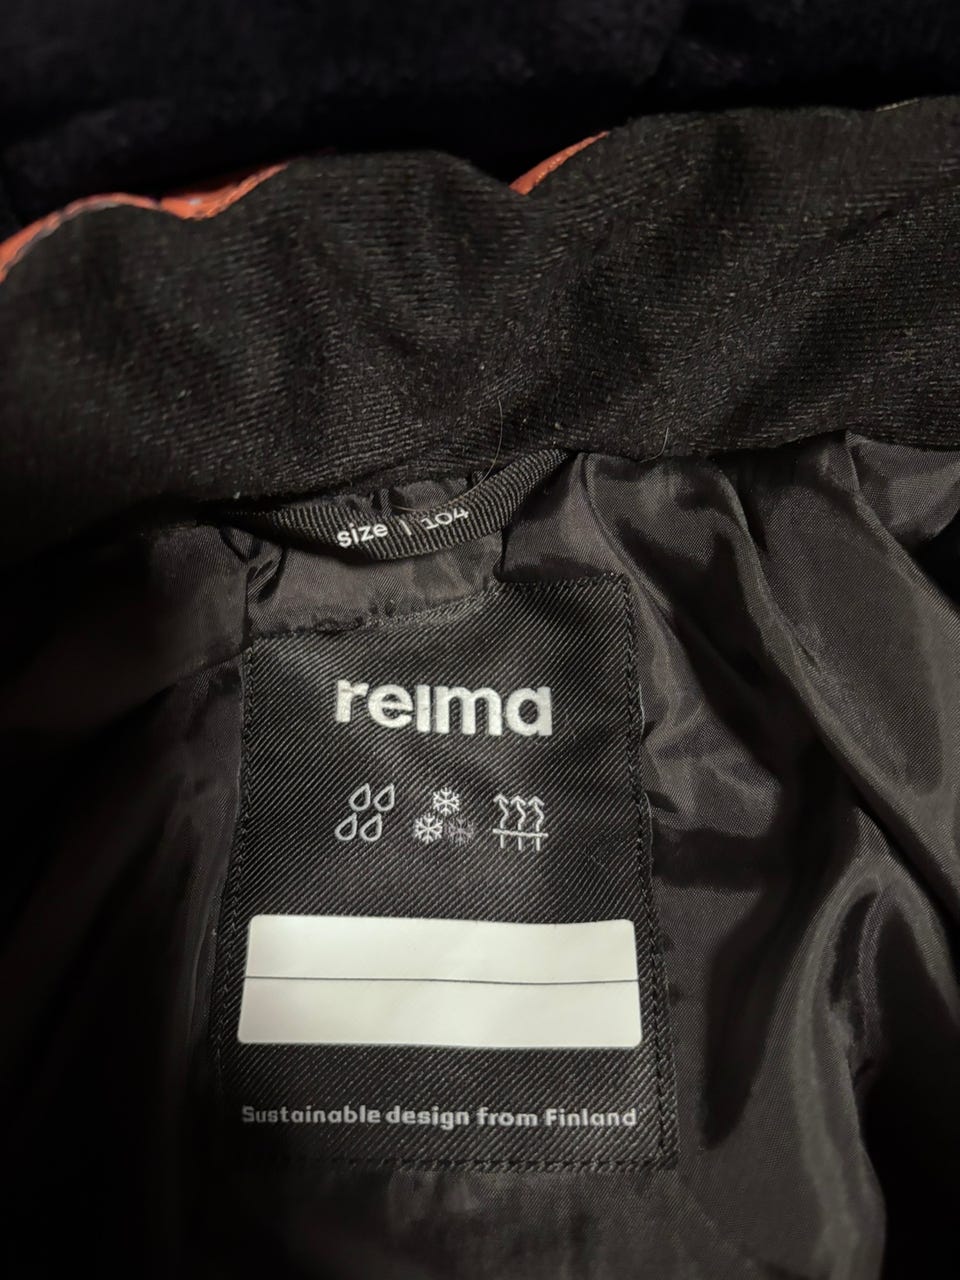 size | 104
reima
Sustainable design from Finland